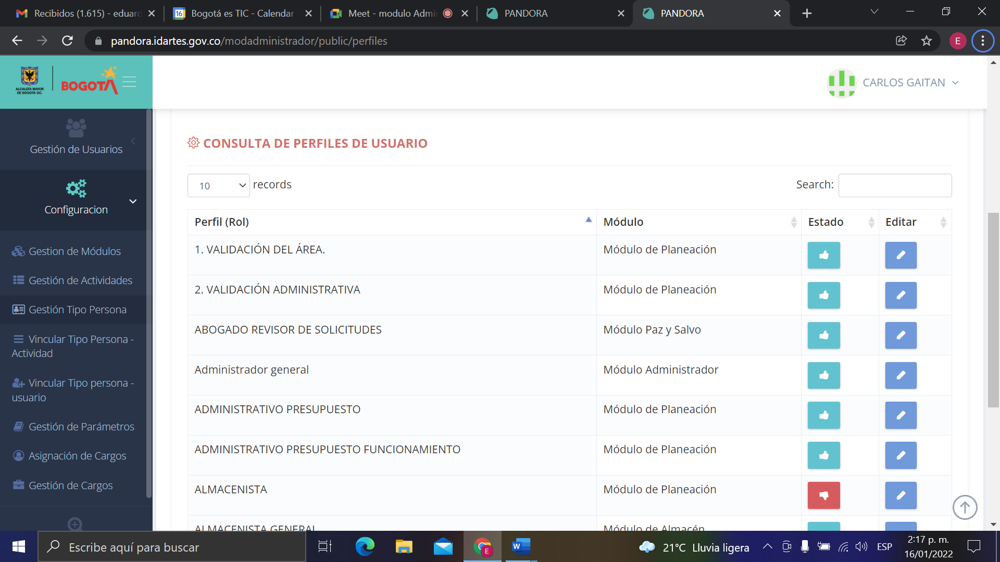 Recibidos (1.615) - eduard
Bogotá es TIC - Calendar
Meet - modulo Admi
PANDORA
PANDORA
pandora.idartes.gov.co/modadministrador/public/perfiles
E
ALCALDÍA MAYOR
DE BOGOTÁ D.C.
BOGOTA
CARLOS GAITAN
Gestión de Usuarios
Configuracion
Gestion de Módulos
Gestión de Actividades
Gestión Tipo Persona
Vincular Tipo Persona -
Actividad
Vincular Tipo persona -
usuario
Gestión de Parámetros
Asignación de Cargos
Gestión de Cargos
CONSULTA DE PERFILES DE USUARIO
10 records
Search:
Perfil (Rol) Módulo Estado Editar
1. VALIDACIÓN DEL ÁREA. Módulo de Planeación
2. VALIDACIÓN ADMINISTRATIVA Módulo de Planeación
ABOGADO REVISOR DE SOLICITUDES Módulo Paz y Salvo
Administrador general Módulo Administrador
ADMINISTRATIVO PRESUPUESTO Módulo de Planeación
ADMINISTRATIVO PRESUPUESTO FUNCIONAMIENTO Módulo de Planeación
ALMACENISTA Módulo de Planeación
ALMACENISTA GENERAL Módulo de Almacén
Escribe aquí para buscar
E
W
21°C Lluvia ligera
ESP
2:17 p. m.
16/01/2022